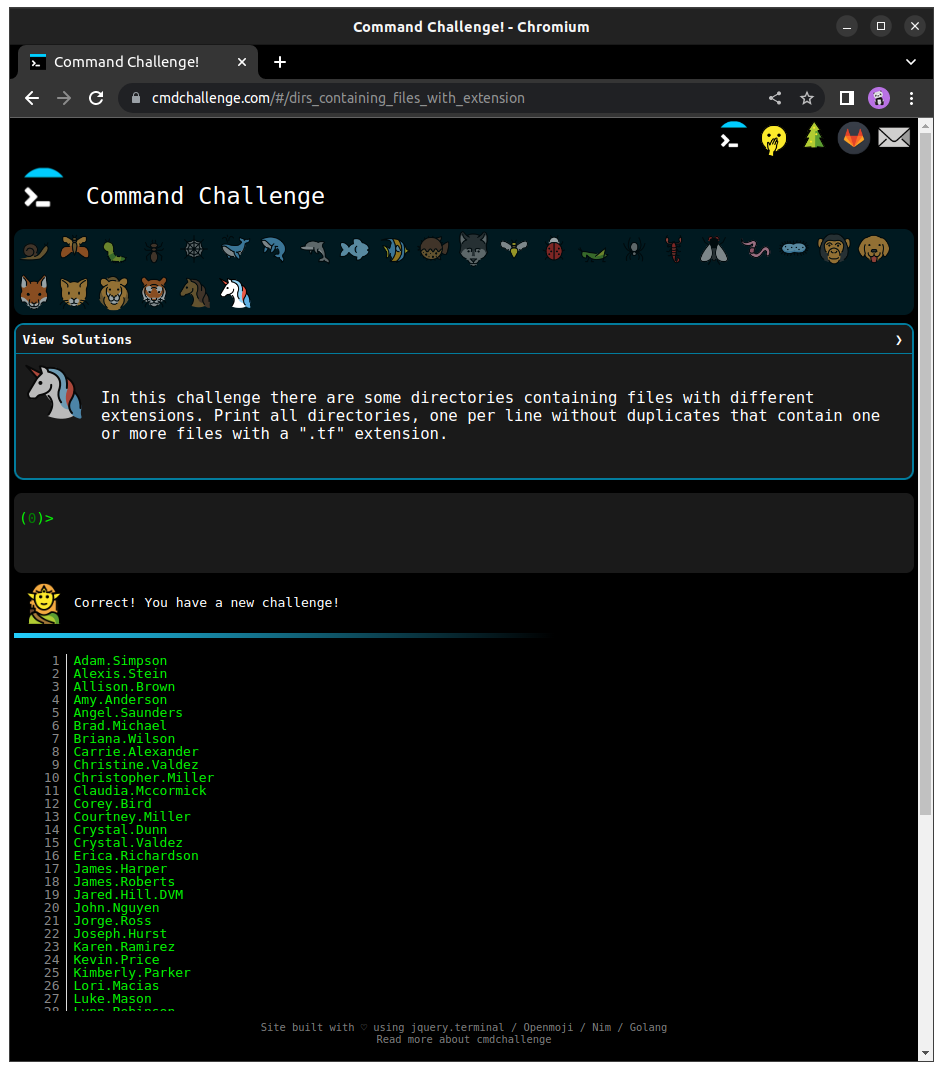 Command Challenge! - Chromium
Command Challenge!
cmdchallenge.com/#/dirs_containing_files_with_extension
Command Challenge
View Solutions
In this challenge there are some directories containing files with different
extensions. Print all directories, one per line without duplicates that contain one
or more files with a ".tf" extension.
(0)>
Correct! You have a new challenge!
1 Adam.Simpson
2 Alexis.Stein
3 Allison.Brown
4 Amy.Anderson
5 Angel.Saunders
6 Brad.Michael
7 Briana.Wilson
8 Carrie.Alexander
9 Christine.Valdez
10 Christopher.Miller
11 Claudia.Mccormick
12 Corey.Bird
13 Courtney.Miller
14 Crystal.Dunn
15 Crystal.Valdez
16 Erica.Richardson
17 James.Harper
18 James.Roberts
19 Jared.Hill.DVM
20 John.Nguyen
21 Jorge.Ross
22 Joseph.Hurst
23 Karen.Ramirez
24 Kevin.Price
25 Kimberly.Parker
26 Lori.Macias
27 Luke.Mason
28 Lynn.Robinson
Site built with ♡ using jquery.terminal / Openmoji / Nim / Golang
Read more about cmdchallenge